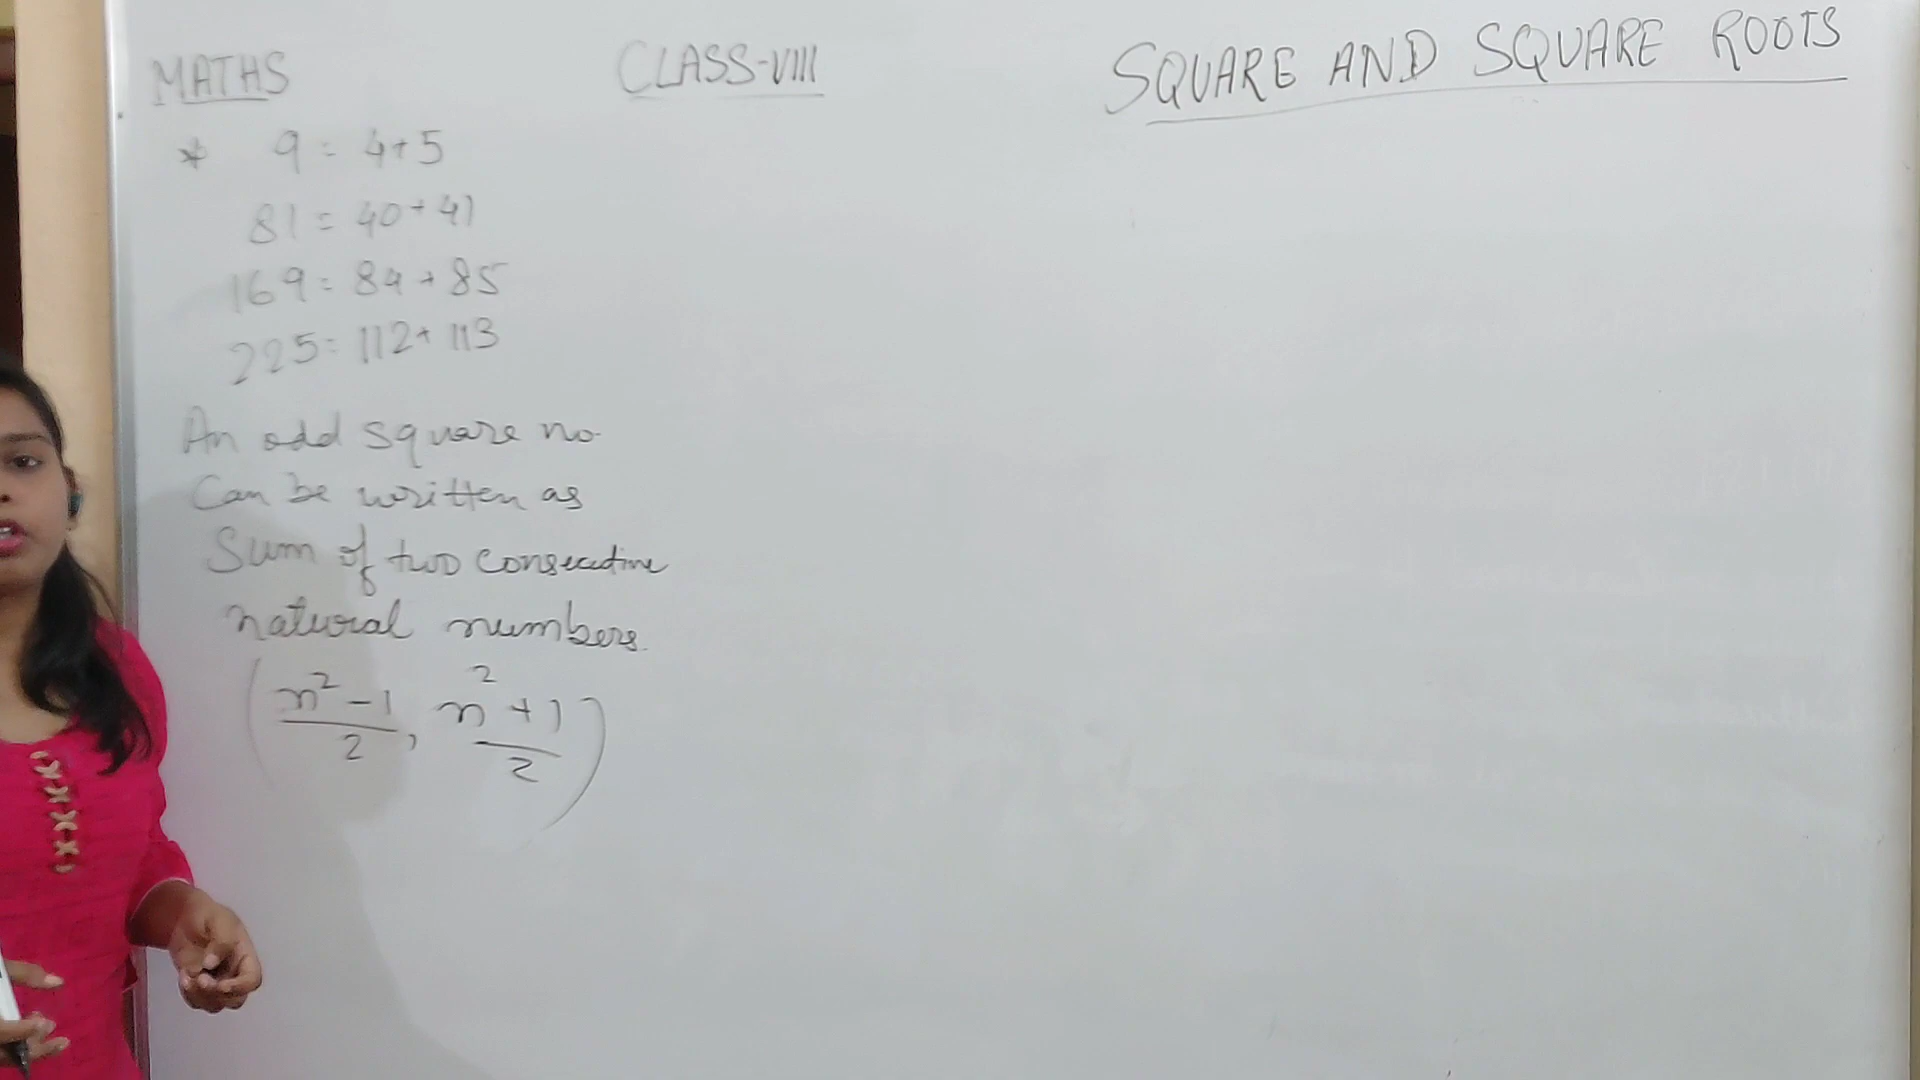 MATHS CLASS-VIII SQUARE AND SQUARE ROOTS
* 9 = 4+5
81 = 40+41
169 = 84+85
225 = 112+113
An odd square no.
Can be written as
Sum of two consecutive
natural numbers.
(n²-1/2, n²+1/2)